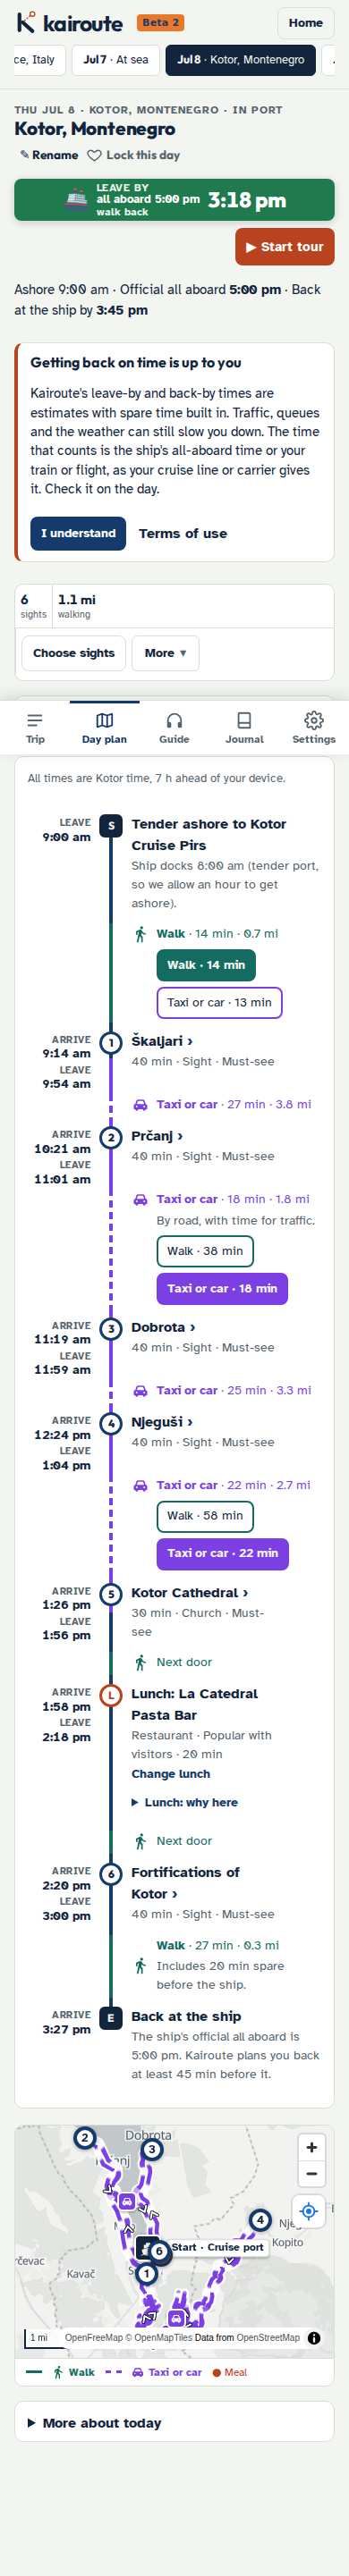 kairoute Beta 2 Home
ce, Italy Jul 7 · At sea Jul 8 · Kotor, Montenegro
THU JUL 8 · KOTOR, MONTENEGRO · IN PORT
Kotor, Montenegro
✎ Rename Lock this day
LEAVE BY
all aboard 5:00 pm 3:18 pm
walk back
▶ Start tour
Ashore 9:00 am · Official all aboard 5:00 pm · Back
at the ship by 3:45 pm
Getting back on time is up to you
Kairoute's leave-by and back-by times are
estimates with spare time built in. Traffic, queues
and the weather can still slow you down. The time
that counts is the ship's all-aboard time or your
train or flight, as your cruise line or carrier gives
it. Check it on the day.
I understand Terms of use
6 1.1 mi
sights walking
Choose sights More ▼
Trip Day plan Guide Journal Settings
All times are Kotor time, 7 h ahead of your device.
LEAVE
9:00 am
S
Tender ashore to Kotor
Cruise Pirs
Ship docks 8:00 am (tender port,
so we allow an hour to get
ashore).
Walk · 14 min · 0.7 mi
Walk · 14 min
Taxi or car · 13 min
ARRIVE
9:14 am
LEAVE
9:54 am
1
Škaljari ›
40 min · Sight · Must-see
Taxi or car · 27 min · 3.8 mi
ARRIVE
10:21 am
LEAVE
11:01 am
2
Prčanj ›
40 min · Sight · Must-see
Taxi or car · 18 min · 1.8 mi
By road, with time for traffic.
Walk · 38 min
Taxi or car · 18 min
ARRIVE
11:19 am
LEAVE
11:59 am
3
Dobrota ›
40 min · Sight · Must-see
Taxi or car · 25 min · 3.3 mi
ARRIVE
12:24 pm
LEAVE
1:04 pm
4
Njeguši ›
40 min · Sight · Must-see
Taxi or car · 22 min · 2.7 mi
Walk · 58 min
Taxi or car · 22 min
ARRIVE
1:26 pm
LEAVE
1:56 pm
5
Kotor Cathedral ›
30 min · Church · Must-
see
Next door
ARRIVE
1:58 pm
LEAVE
2:18 pm
L
Lunch: La Catedral
Pasta Bar
Restaurant · Popular with
visitors · 20 min
Change lunch
▶ Lunch: why here
Next door
ARRIVE
2:20 pm
LEAVE
3:00 pm
6
Fortifications of
Kotor ›
40 min · Sight · Must-see
Walk · 27 min · 0.3 mi
Includes 20 min spare
before the ship.
ARRIVE
3:27 pm
E
Back at the ship
The ship's official all aboard is
5:00 pm. Kairoute plans you back
at least 45 min before it.
2 Dobrota
3 +
−
4
6 Start · Cruise port
Kopito
Kavač 1
1 mi OpenFreeMap © OpenMapTiles Data from OpenStreetMap
Walk Taxi or car Meal
▶ More about today